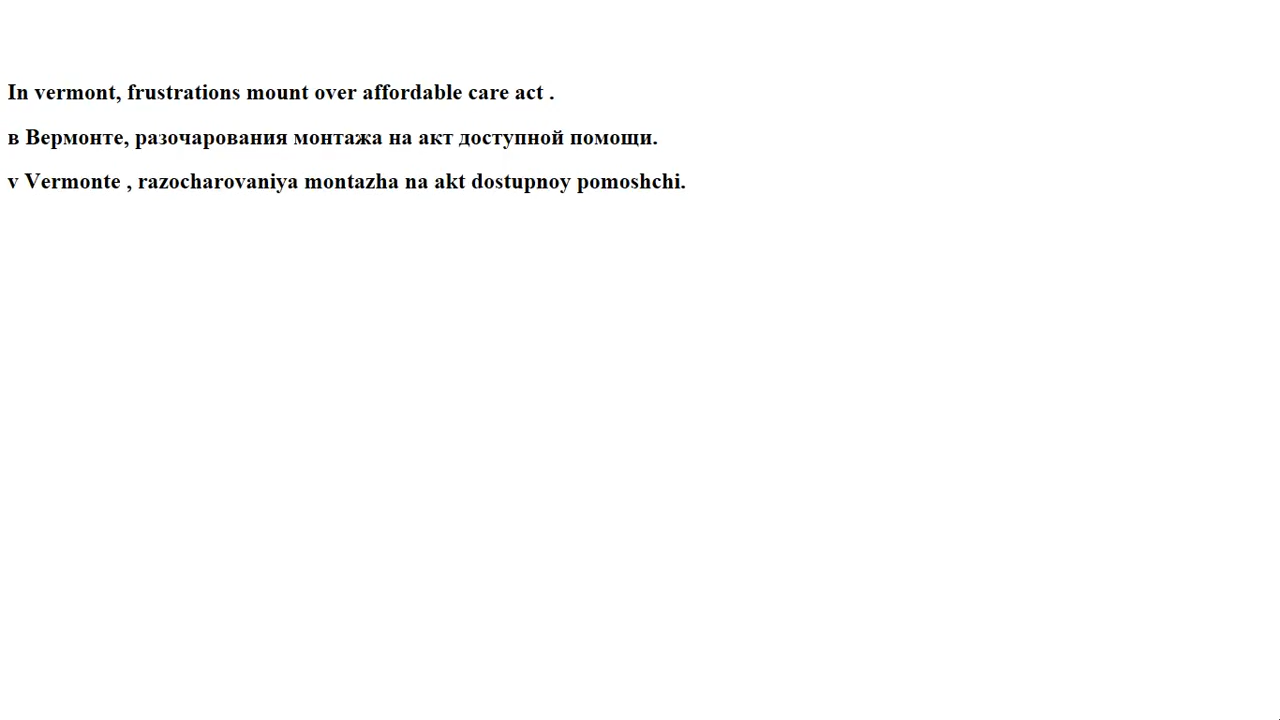 In vermont, frustrations mount over affordable care act .
в Вермонте, разочарования монтажа на акт доступной помощи.
v Vermonte , razocharovaniya montazha na akt dostupnoy pomoshchi.